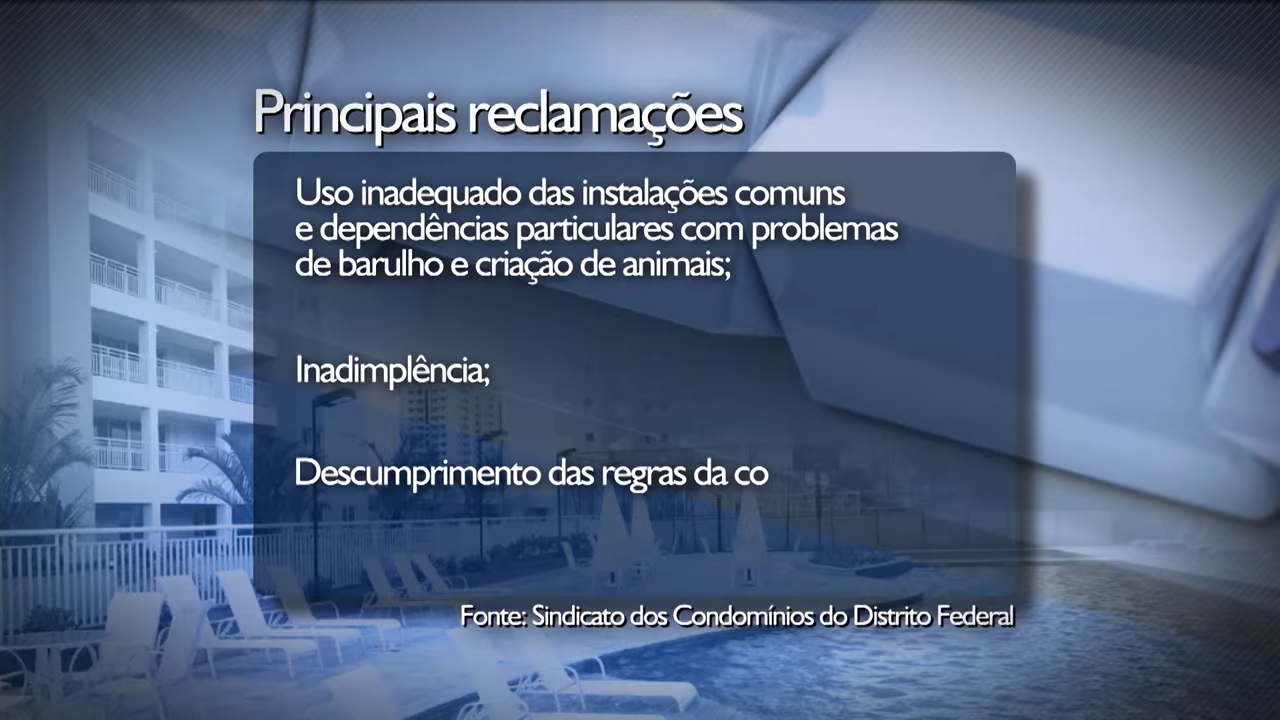 Principais reclamações
Uso inadequado das instalações comuns
e dependências particulares com problemas
de barulho e criação de animais;
Inadimplência;
Descumprimento das regras da co
Fonte: Sindicato dos Condomínios do Distrito Federal